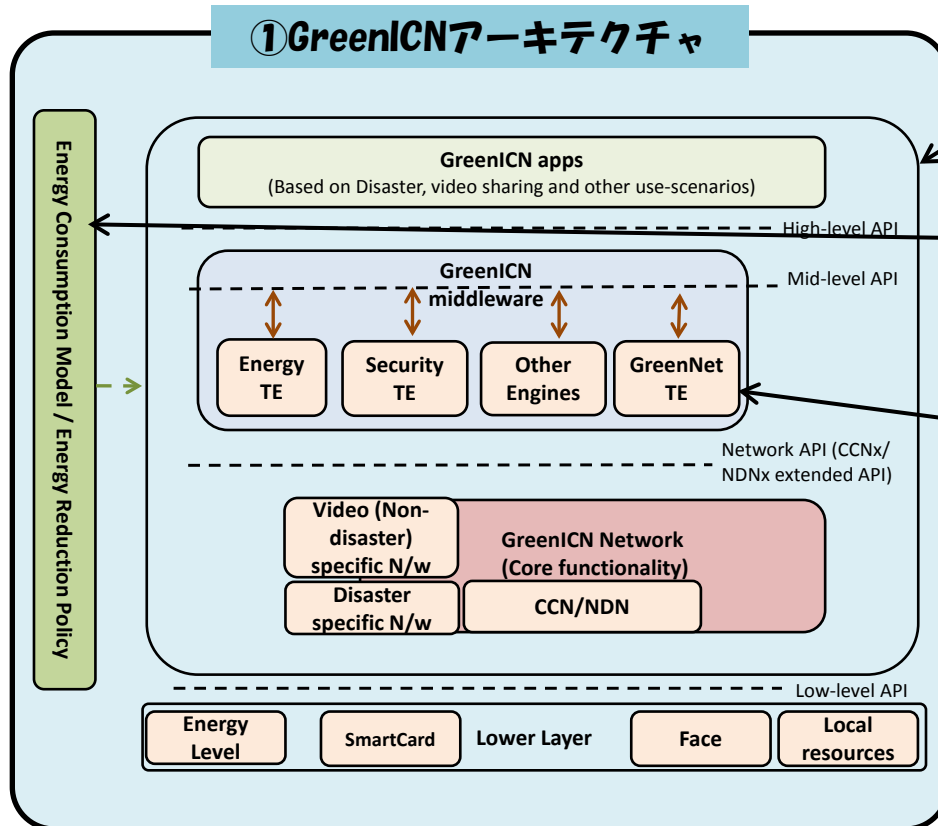 ①GreenICNアーキテクチャ
Energy Consumption Model / Energy Reduction Policy
GreenICN apps
(Based on Disaster, video sharing and other use-scenarios)
High-level API
GreenICN
middleware
Mid-level API
Energy
TE
Security
TE
Other
Engines
GreenNet
TE
Network API (CCNx/
NDNx extended API)
Video (Non-
disaster)
specific N/w
GreenICN Network
(Core functionality)
Disaster
specific N/w
CCN/NDN
Low-level API
Energy
Level
SmartCard
Lower Layer
Face
Local
resources